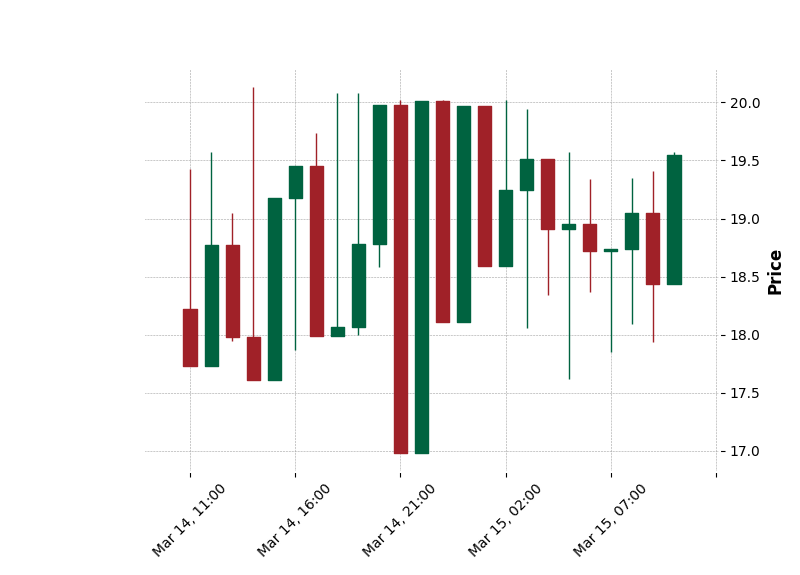 20.0
19.5
19.0
18.5
18.0
17.5
17.0
Price
Mar 14, 11:00
Mar 14, 16:00
Mar 14, 21:00
Mar 15, 02:00
Mar 15, 07:00